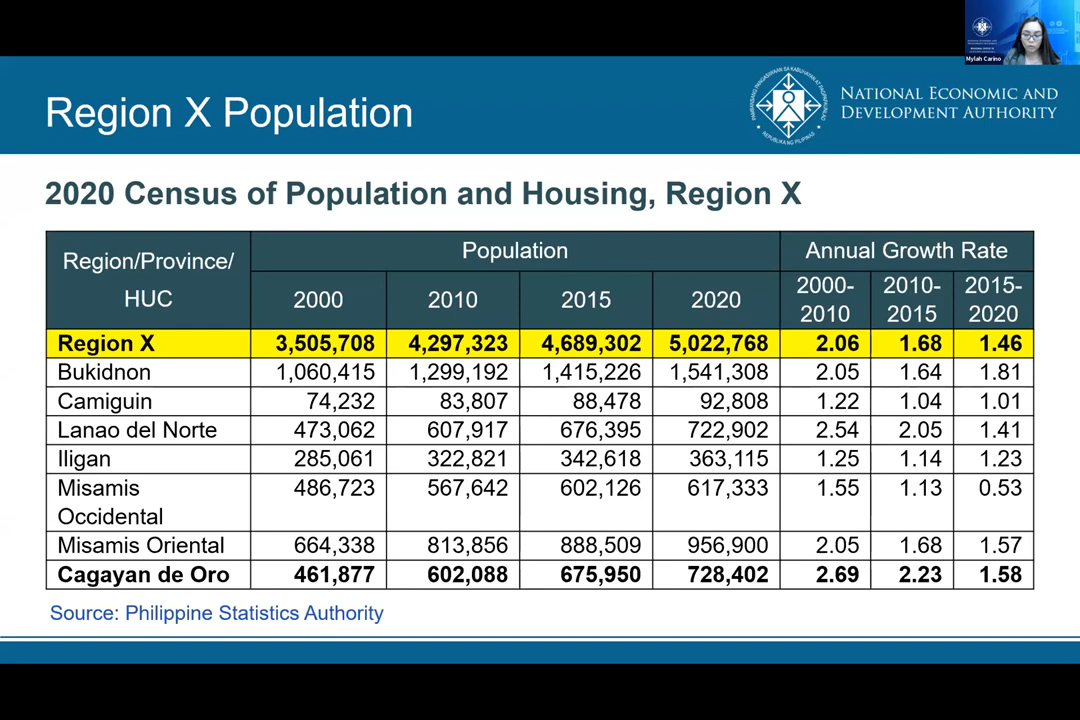 Mylah Carino
Region X Population
NATIONAL ECONOMIC AND
DEVELOPMENT AUTHORITY
2020 Census of Population and Housing, Region X
Region/Province/
HUC
Population
Annual Growth Rate
2000 2010 2015 2020 2000-2010 2010-2015 2015-2020
Region X 3,505,708 4,297,323 4,689,302 5,022,768 2.06 1.68 1.46
Bukidnon 1,060,415 1,299,192 1,415,226 1,541,308 2.05 1.64 1.81
Camiguin 74,232 83,807 88,478 92,808 1.22 1.04 1.01
Lanao del Norte 473,062 607,917 676,395 722,902 2.54 2.05 1.41
Iligan 285,061 322,821 342,618 363,115 1.25 1.14 1.23
Misamis Occidental 486,723 567,642 602,126 617,333 1.55 1.13 0.53
Misamis Oriental 664,338 813,856 888,509 956,900 2.05 1.68 1.57
Cagayan de Oro 461,877 602,088 675,950 728,402 2.69 2.23 1.58
Source: Philippine Statistics Authority